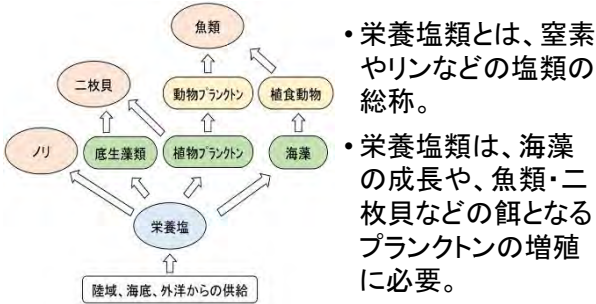 魚類
二枚貝
動物プランクトン
植食動物
ノリ
底生藻類
植物プランクトン
海藻
栄養塩
陸域、海底、外洋からの供給
•栄養塩類とは、窒素
やリンなどの塩類の
総称。
•栄養塩類は、海藻
の成長や、魚類・二
枚貝などの餌となる
プランクトンの増殖
に必要。